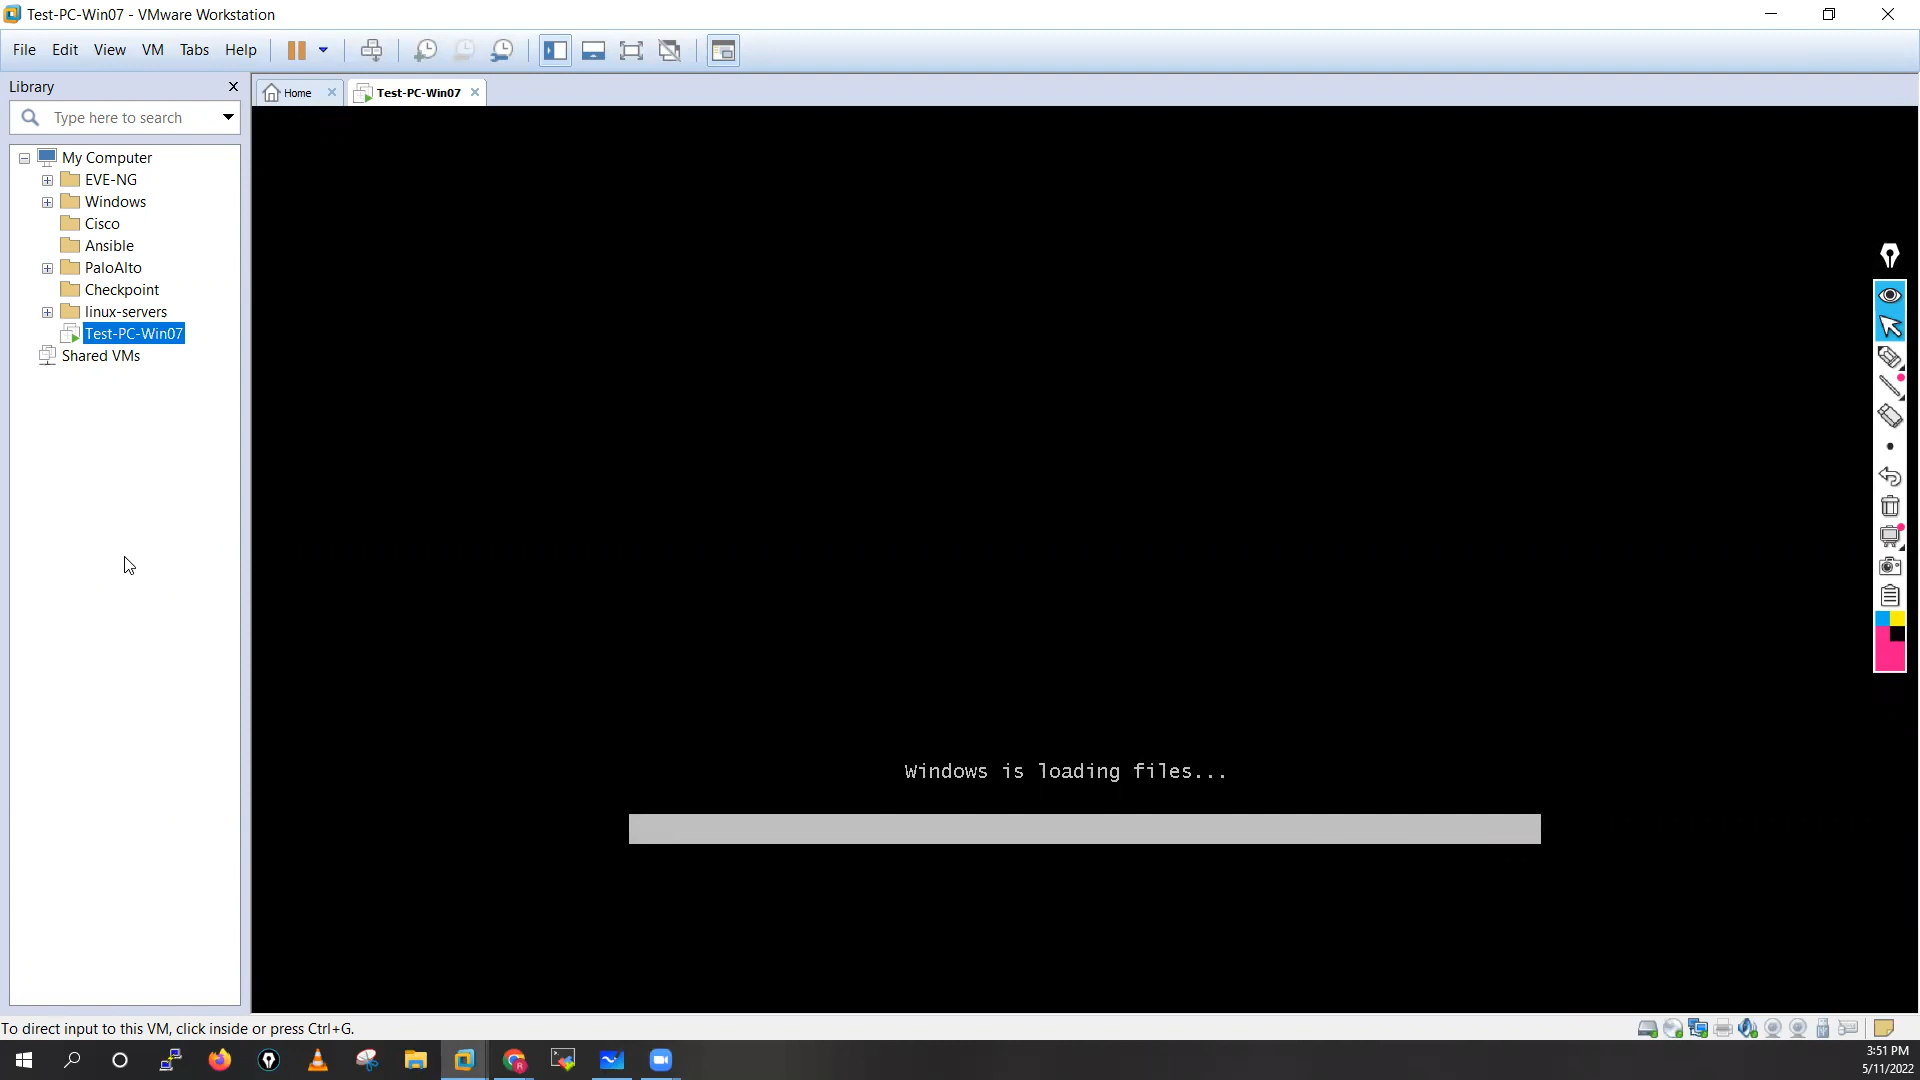 Test-PC-Win07 - VMware Workstation
File Edit View VM Tabs Help
Library
Type here to search
My Computer
EVE-NG
Windows
Cisco
Ansible
PaloAlto
Checkpoint
linux-servers
Test-PC-Win07
Shared VMs
Home
Test-PC-Win07
Windows is loading files...
To direct input to this VM, click inside or press Ctrl+G.
3:51 PM
5/11/2022